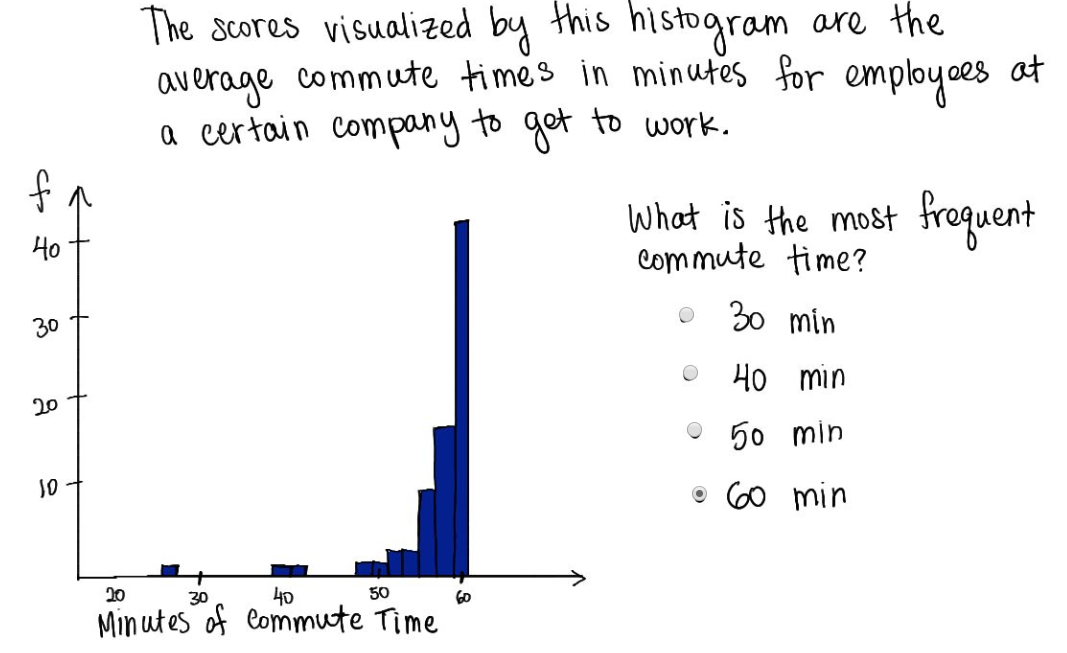 The scores visualized by this histogram are the
average commute times in minutes for employees at
a certain company to get to work.
f
40
30
20
10
20 30 40 50 60
Minutes of Commute Time
What is the most frequent
commute time?
30 min
40 min
50 min
60 min